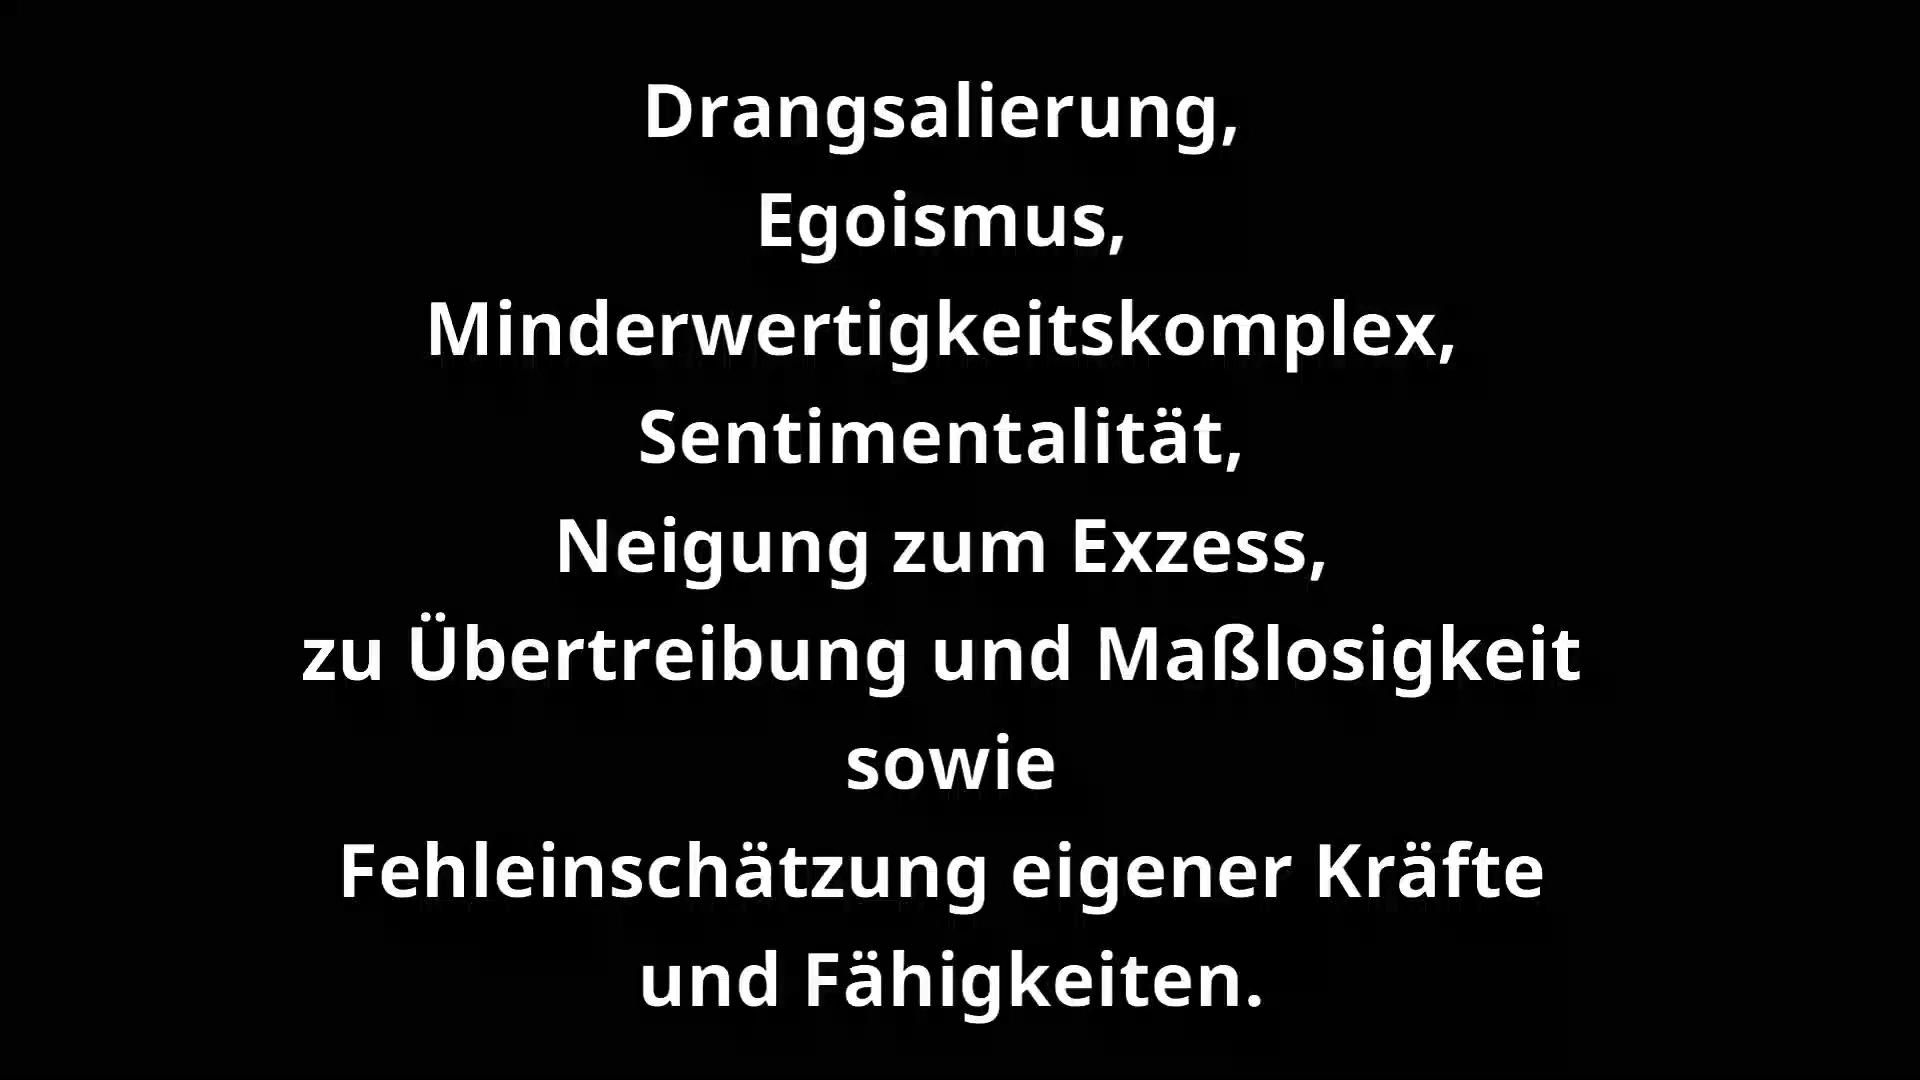 Drangsalierung,
Egoismus,
Minderwertigkeitskomplex,
Sentimentalität,
Neigung zum Exzess,
zu Übertreibung und Maßlosigkeit
sowie
Fehleinschätzung eigener Kräfte
und Fähigkeiten.